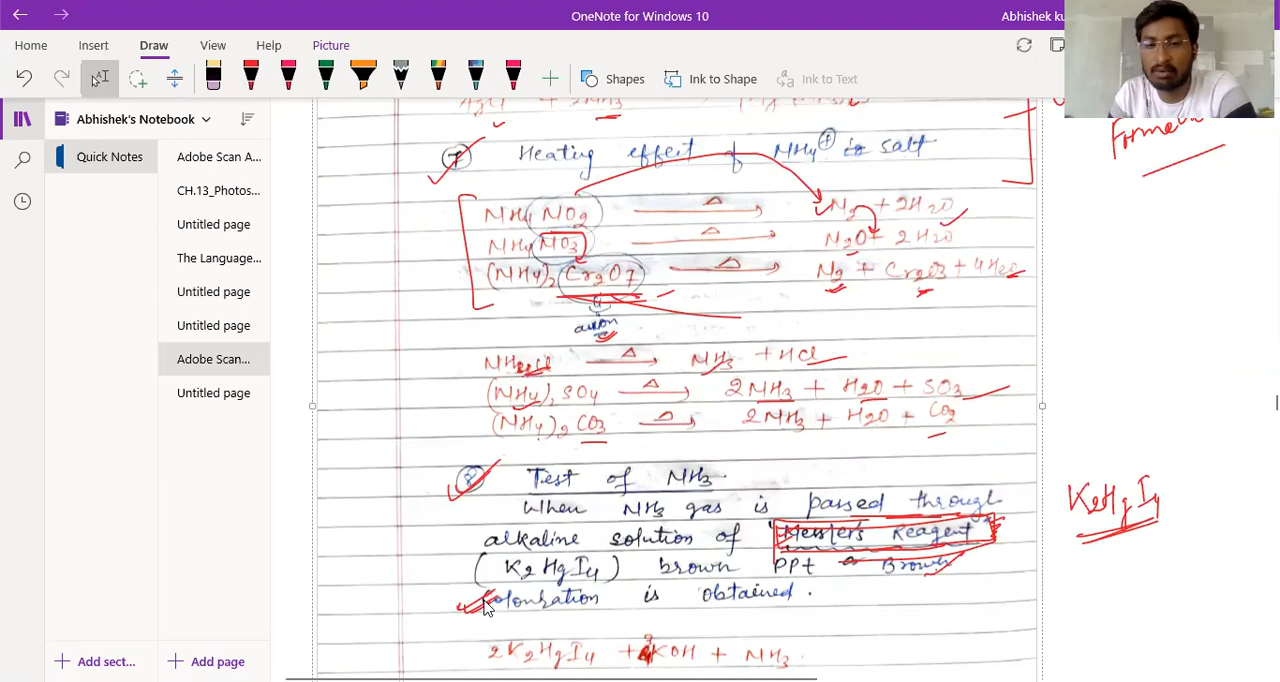 OneNote for Windows 10
Abhishek ku
Home Insert Draw View Help Picture
Shapes Ink to Shape Ink to Text
Abhishek's Notebook
Quick Notes
Adobe Scan A...
CH.13_Photos...
Untitled page
The Language...
Untitled page
Untitled page
Adobe Scan...
Untitled page
Add sect... Add page
7 Heating effect of NH4+ in salt
NH4NO2 Δ N2 + 2H2O
NH4NO3 Δ N2O + 2H2O
(NH4)2 Cr2O7 Δ N2 + Cr2O3 + 4H2O
anion
NH4Cl Δ NH3 + HCl
(NH4)2SO4 Δ 2NH3 + H2O + SO3
(NH4)2CO3 Δ 2NH3 + H2O + CO2
8 Test of NH3.
When NH3 gas is passed through
alkaline solution of "Nessler's Reagent"
(K2HgI4) brown PPt Brown
colouration is obtained.
2K2HgI4 + 3KOH + NH3
K2HgI4